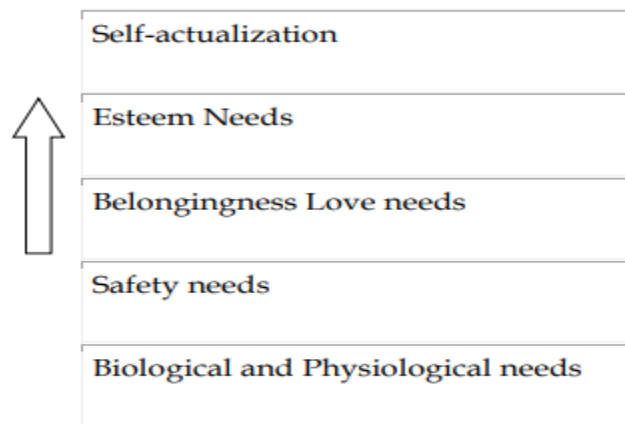 Self-actualization
Esteem Needs
Belongingness Love needs
Safety needs
Biological and Physiological needs